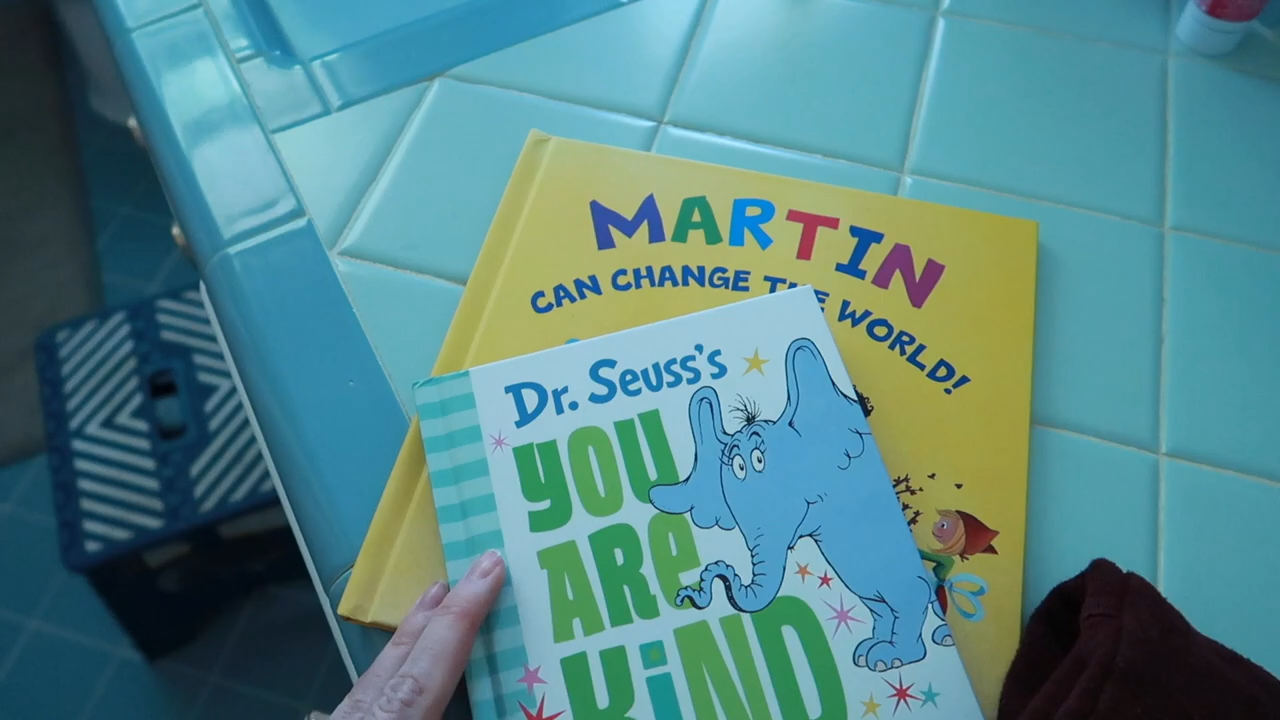 MARTIN
CAN CHANGE THE WORLD!
Dr. Seuss's
YOU
ARE
KIND